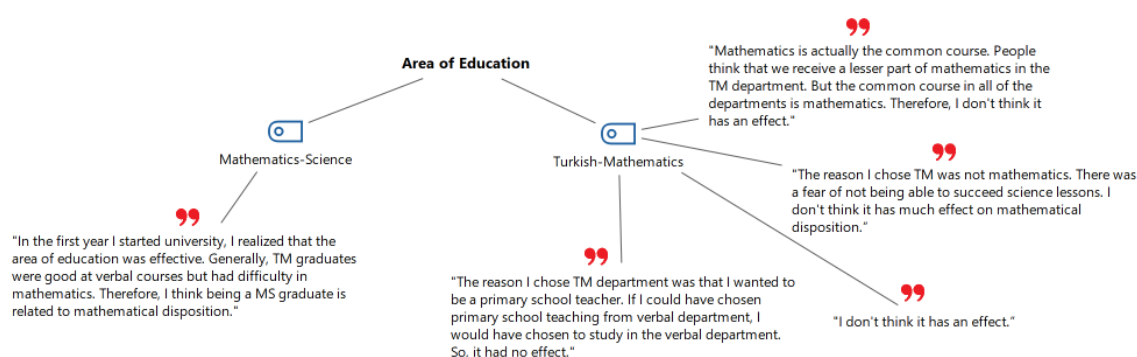 Area of Education
Mathematics-Science
Turkish-Mathematics
"Mathematics is actually the common course. People
think that we receive a lesser part of mathematics in the
TM department. But the common course in all of the
departments is mathematics. Therefore, I don't think it
has an effect."
"The reason I chose TM was not mathematics. There was
a fear of not being able to succeed science lessons. I
don't think it has much effect on mathematical
disposition."
"In the first year I started university, I realized that the
area of education was effective. Generally, TM graduates
were good at verbal courses but had difficulty in
mathematics. Therefore, I think being a MS graduate is
related to mathematical disposition."
"The reason I chose TM department was that I wanted to
be a primary school teacher. If I could have chosen
primary school teaching from verbal department, I
would have chosen to study in the verbal department.
So, it had no effect."
"I don't think it has an effect."